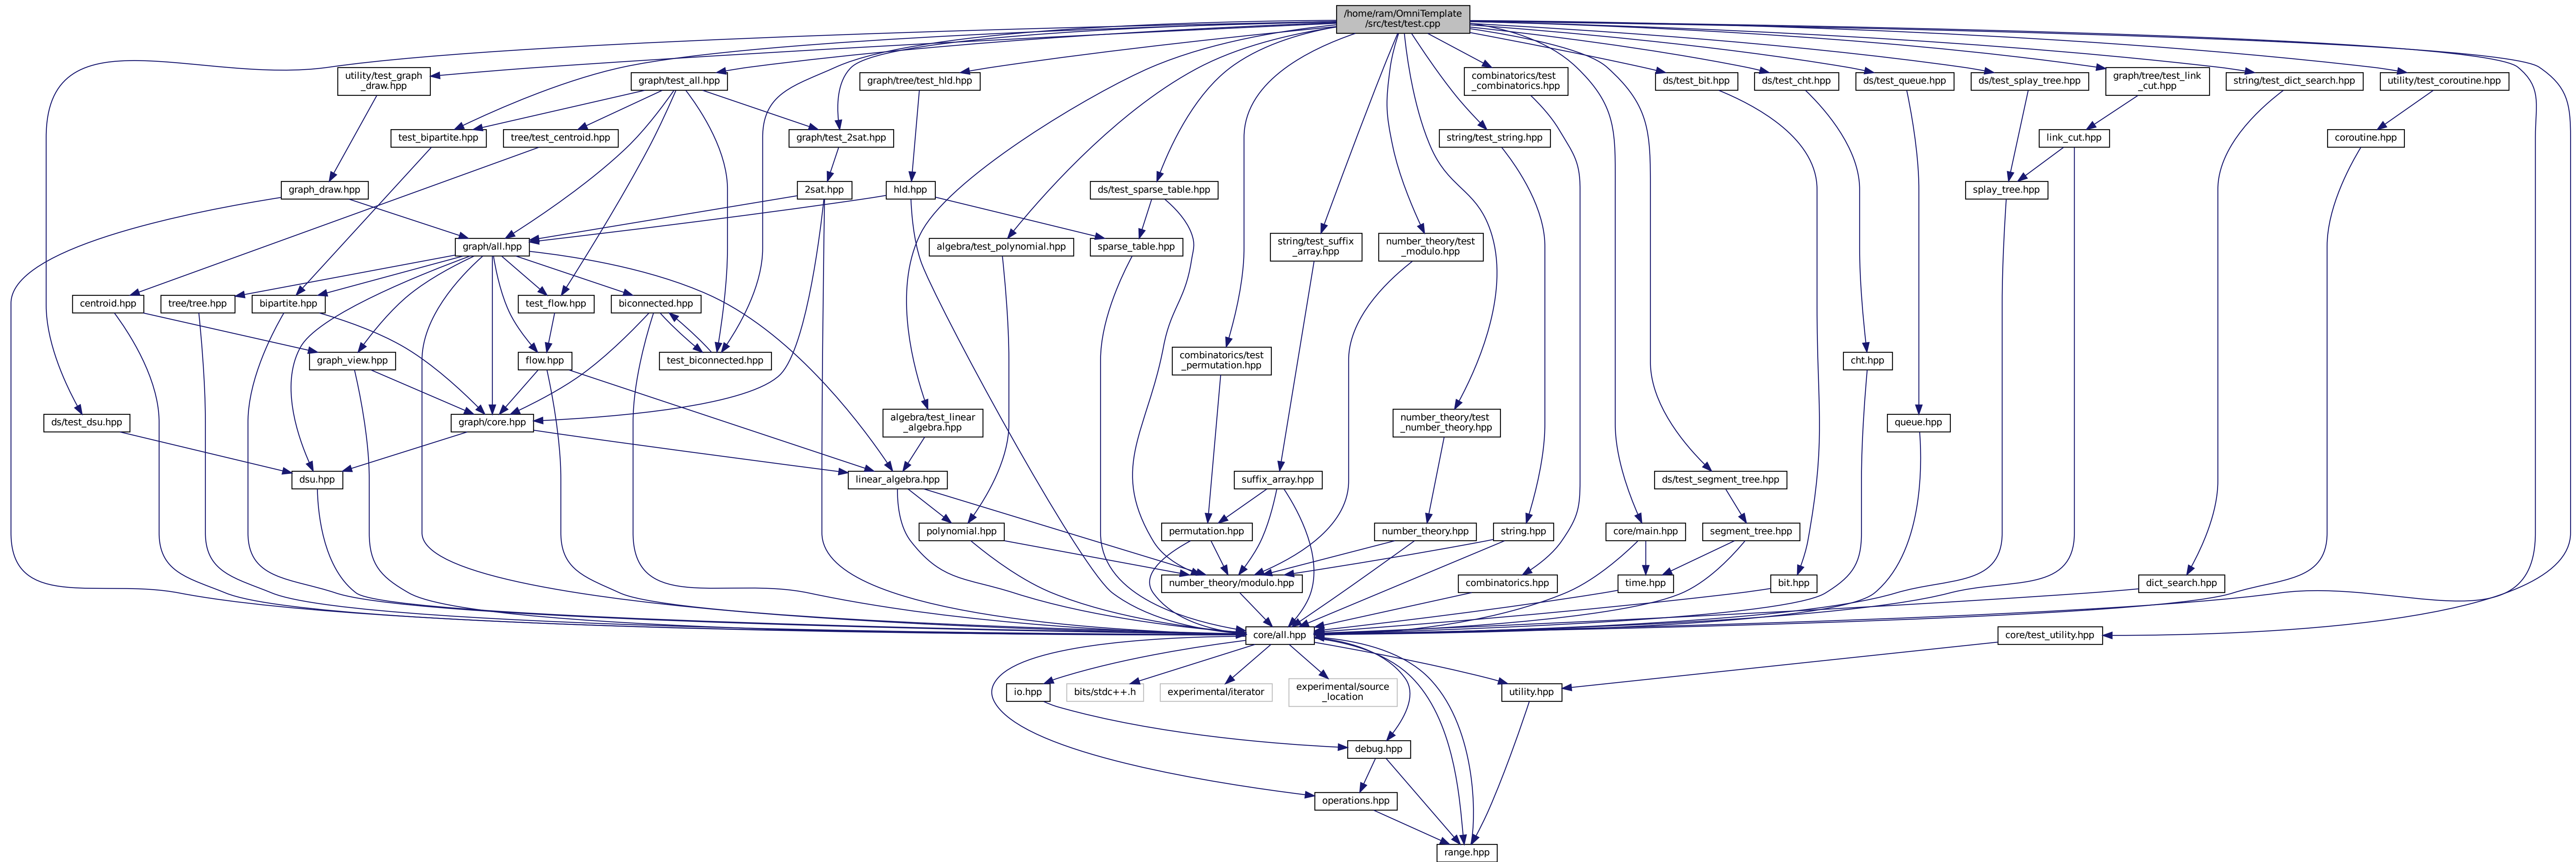 /home/ram/OmniTemplate
/src/test/test.cpp
utility/test_graph
_draw.hpp
graph/test_all.hpp
graph/tree/test_hld.hpp
combinatorics/test
_combinatorics.hpp
ds/test_bit.hpp
ds/test_cht.hpp
ds/test_queue.hpp
ds/test_splay_tree.hpp
graph/tree/test_link
_cut.hpp
string/test_dict_search.hpp
utility/test_coroutine.hpp
test_bipartite.hpp
tree/test_centroid.hpp
graph/test_2sat.hpp
string/test_string.hpp
link_cut.hpp
coroutine.hpp
graph_draw.hpp
2sat.hpp
hld.hpp
ds/test_sparse_table.hpp
splay_tree.hpp
graph/all.hpp
algebra/test_polynomial.hpp
sparse_table.hpp
string/test_suffix
_array.hpp
number_theory/test
_modulo.hpp
centroid.hpp
tree/tree.hpp
bipartite.hpp
test_flow.hpp
biconnected.hpp
graph_view.hpp
flow.hpp
test_biconnected.hpp
combinatorics/test
_permutation.hpp
cht.hpp
ds/test_dsu.hpp
graph/core.hpp
algebra/test_linear
_algebra.hpp
number_theory/test
_number_theory.hpp
queue.hpp
dsu.hpp
linear_algebra.hpp
suffix_array.hpp
ds/test_segment_tree.hpp
polynomial.hpp
permutation.hpp
number_theory.hpp
string.hpp
core/main.hpp
segment_tree.hpp
number_theory/modulo.hpp
combinatorics.hpp
time.hpp
bit.hpp
dict_search.hpp
core/all.hpp
core/test_utility.hpp
io.hpp
bits/stdc++.h
experimental/iterator
experimental/source
_location
utility.hpp
debug.hpp
operations.hpp
range.hpp